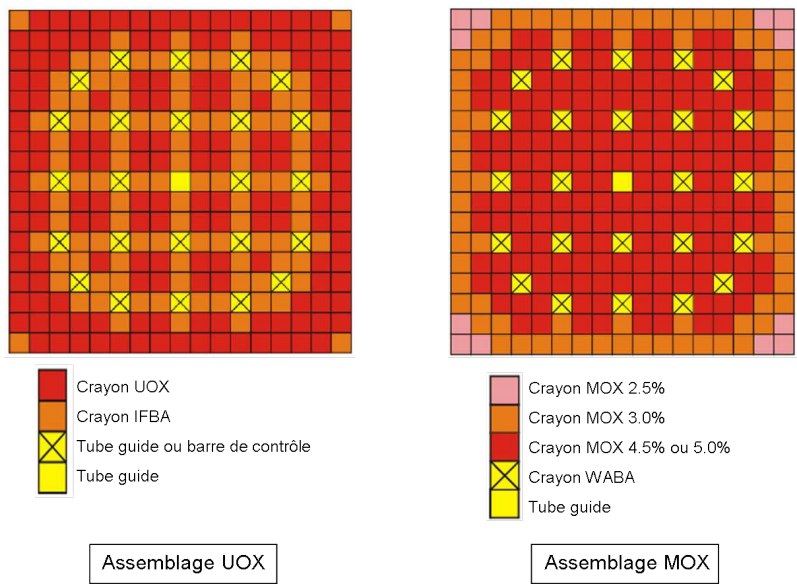 Crayon UOX
Crayon IFBA
Tube guide ou barre de contrôle
Tube guide
Assemblage UOX
Crayon MOX 2.5%
Crayon MOX 3.0%
Crayon MOX 4.5% ou 5.0%
Crayon WABA
Tube guide
Assemblage MOX